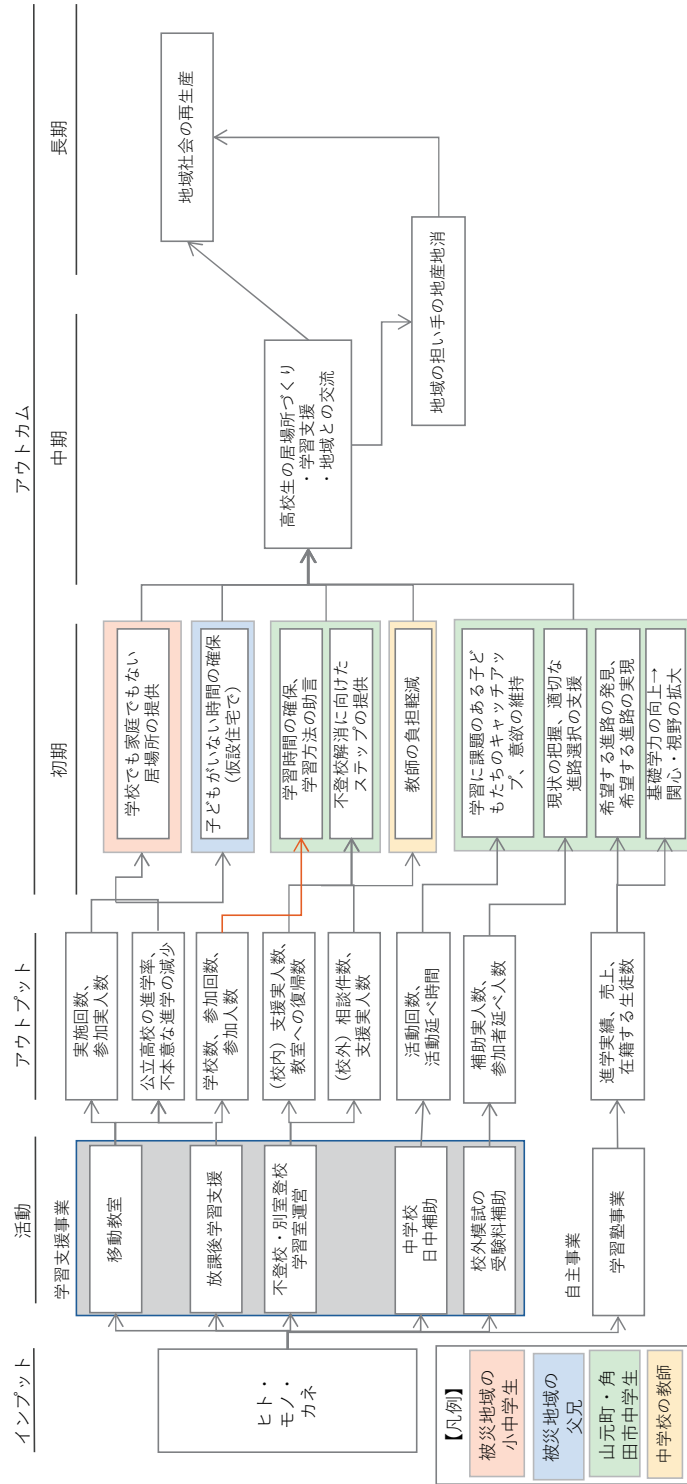 インプット
活動
アウトプット
アウトカム
初期
中期
長期
ヒト・
モノ・
カネ
学習支援事業
移動教室
放課後学習支援
不登校・別室登校
学習室運営
中学校
日中補助
校外模試の
受験料補助
自主事業
学習塾事業
実施回数、
参加実人数
公立高校の進学率、
不本意な進学の減少
学校数、参加回数、
参加人数
(校内）支援実人数、
教室への復帰数
(校外）相談件数、
支援実人数
活動回数、
活動延べ時間
補助実人数、
参加者延べ人数
進学実績、売上、
在籍する生徒数
学校でも家庭でもない
居場所の提供
子どもがいない時間の確保
(仮設住宅で)
学習時間の確保、
学習方法の助言
不登校解消に向けた
ステップの提供
教師の負担軽減
学習に課題のある子ど
もたちのキャッチアッ
プ、意欲の維持
現状の把握、適切な
進路選択の支援
希望する進路の発見、
希望する進路の実現
基礎学力の向上→
関心・視野の拡大
高校生の居場所づくり
・学習支援
・地域との交流
地域の担い手の地産地消
地域社会の再生産
【凡例】
被災地域の
小中学生
被災地域の
父兄
山元町・角
田市中学生
中学校の教師